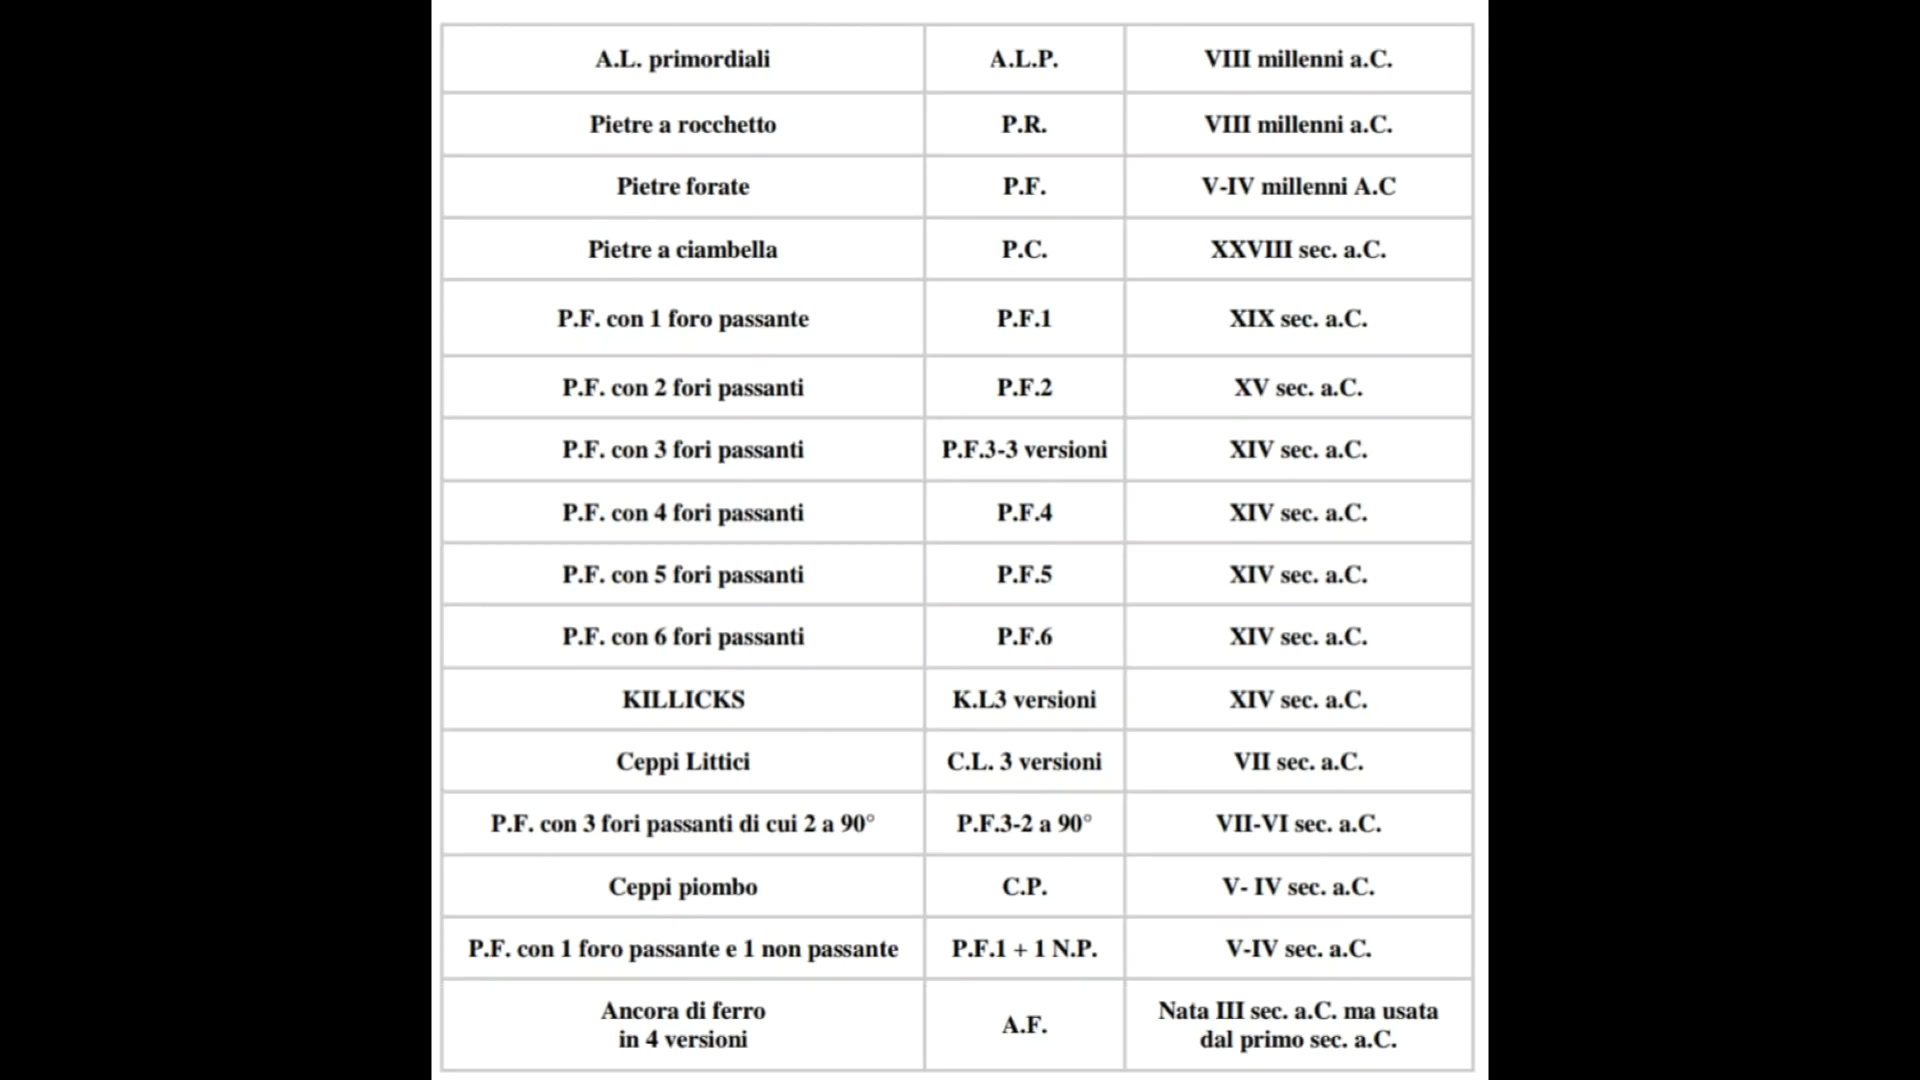 A.L. primordiali A.L.P. VIII millenni a.C.
Pietre a rocchetto P.R. VIII millenni a.C.
Pietre forate P.F. V-IV millenni A.C
Pietre a ciambella P.C. XXVIII sec. a.C.
P.F. con 1 foro passante P.F.1 XIX sec. a.C.
P.F. con 2 fori passanti P.F.2 XV sec. a.C.
P.F. con 3 fori passanti P.F.3-3 versioni XIV sec. a.C.
P.F. con 4 fori passanti P.F.4 XIV sec. a.C.
P.F. con 5 fori passanti P.F.5 XIV sec. a.C.
P.F. con 6 fori passanti P.F.6 XIV sec. a.C.
KILLICKS K.L3 versioni XIV sec. a.C.
Ceppi Littici C.L. 3 versioni VII sec. a.C.
P.F. con 3 fori passanti di cui 2 a 90° P.F.3-2 a 90° VII-VI sec. a.C.
Ceppi piombo C.P. V- IV sec. a.C.
P.F. con 1 foro passante e 1 non passante P.F.1 + 1 N.P. V-IV sec. a.C.
Ancora di ferro
in 4 versioni
A.F.
Nata III sec. a.C. ma usata
dal primo sec. a.C.